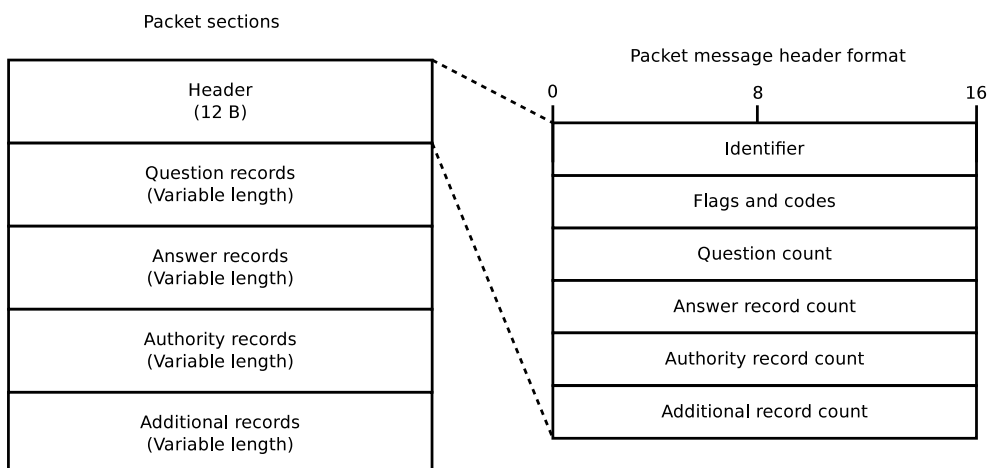 Packet sections
Header
(12 B)
Question records
(Variable length)
Answer records
(Variable length)
Authority records
(Variable length)
Additional records
(Variable length)
Packet message header format
0 8 16
Identifier
Flags and codes
Question count
Answer record count
Authority record count
Additional record count